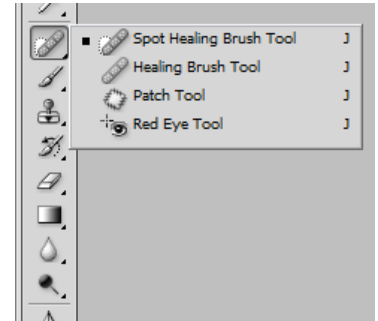 Spot Healing Brush Tool J
Healing Brush Tool J
Patch Tool J
Red Eye Tool J